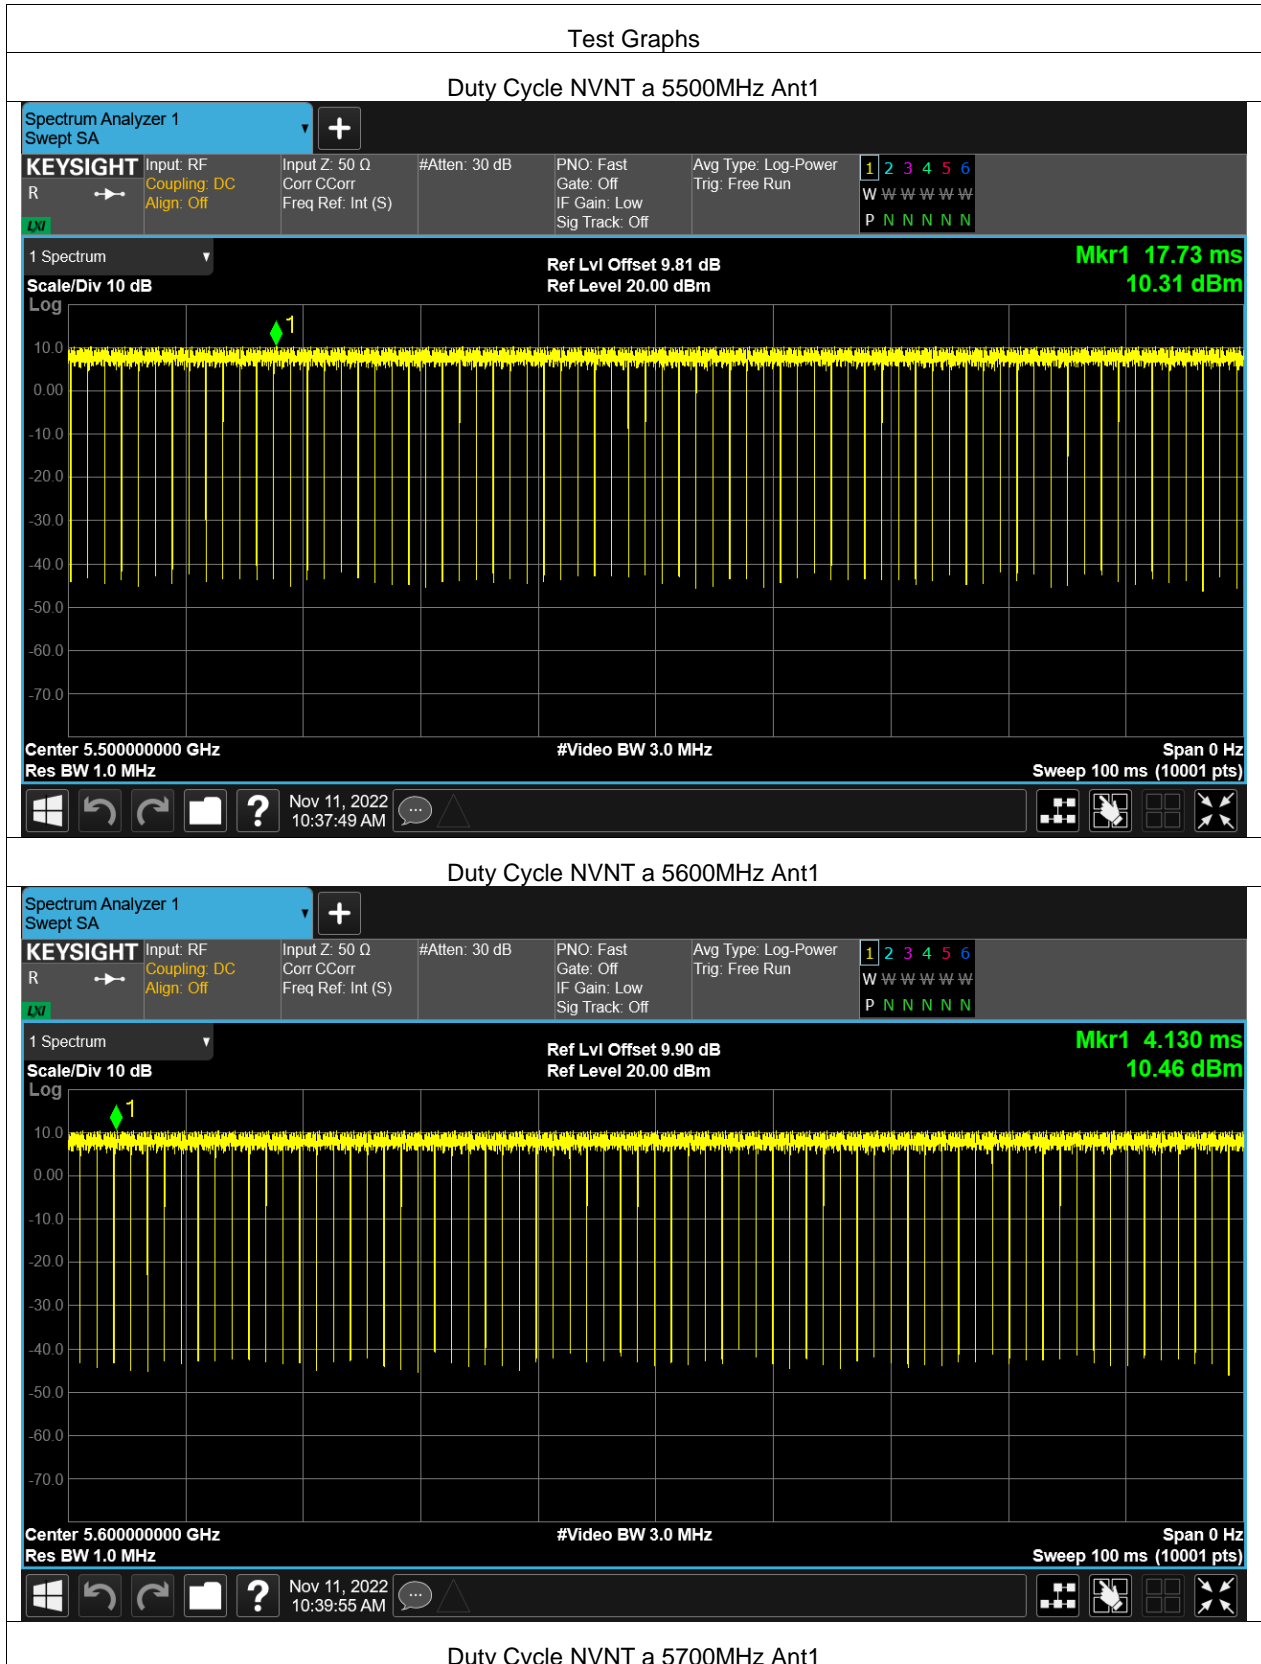 Test Graphs
Duty Cycle NVNT a 5500MHz Ant1
Spectrum Analyzer 1
Swept SA
KEYSIGHT
R
LXI
Input: RF
Coupling: DC
Align: Off
Input Z: 50 Ω
Corr CCorr
Freq Ref: Int (S)
#Atten: 30 dB
PNO: Fast
Gate: Off
IF Gain: Low
Sig Track: Off
Avg Type: Log-Power
Trig: Free Run
1 2 3 4 5 6
W W W W W W
P N N N N N
1 Spectrum
Scale/Div 10 dB
Ref Lvl Offset 9.81 dB
Ref Level 20.00 dBm
Mkr1 17.73 ms
10.31 dBm
Log
1
10.0
0.00
-10.0
-20.0
-30.0
-40.0
-50.0
-60.0
-70.0
Center 5.500000000 GHz
Res BW 1.0 MHz
#Video BW 3.0 MHz
Span 0 Hz
Sweep 100 ms (10001 pts)
?
Nov 11, 2022
10:37:49 AM
Duty Cycle NVNT a 5600MHz Ant1
Spectrum Analyzer 1
Swept SA
KEYSIGHT
R
LXI
Input: RF
Coupling: DC
Align: Off
Input Z: 50 Ω
Corr CCorr
Freq Ref: Int (S)
#Atten: 30 dB
PNO: Fast
Gate: Off
IF Gain: Low
Sig Track: Off
Avg Type: Log-Power
Trig: Free Run
1 2 3 4 5 6
W W W W W W
P N N N N N
1 Spectrum
Scale/Div 10 dB
Ref Lvl Offset 9.90 dB
Ref Level 20.00 dBm
Mkr1 4.130 ms
10.46 dBm
Log
1
10.0
0.00
-10.0
-20.0
-30.0
-40.0
-50.0
-60.0
-70.0
Center 5.600000000 GHz
Res BW 1.0 MHz
#Video BW 3.0 MHz
Span 0 Hz
Sweep 100 ms (10001 pts)
?
Nov 11, 2022
10:39:55 AM
Duty Cycle NVNT a 5700MHz Ant1